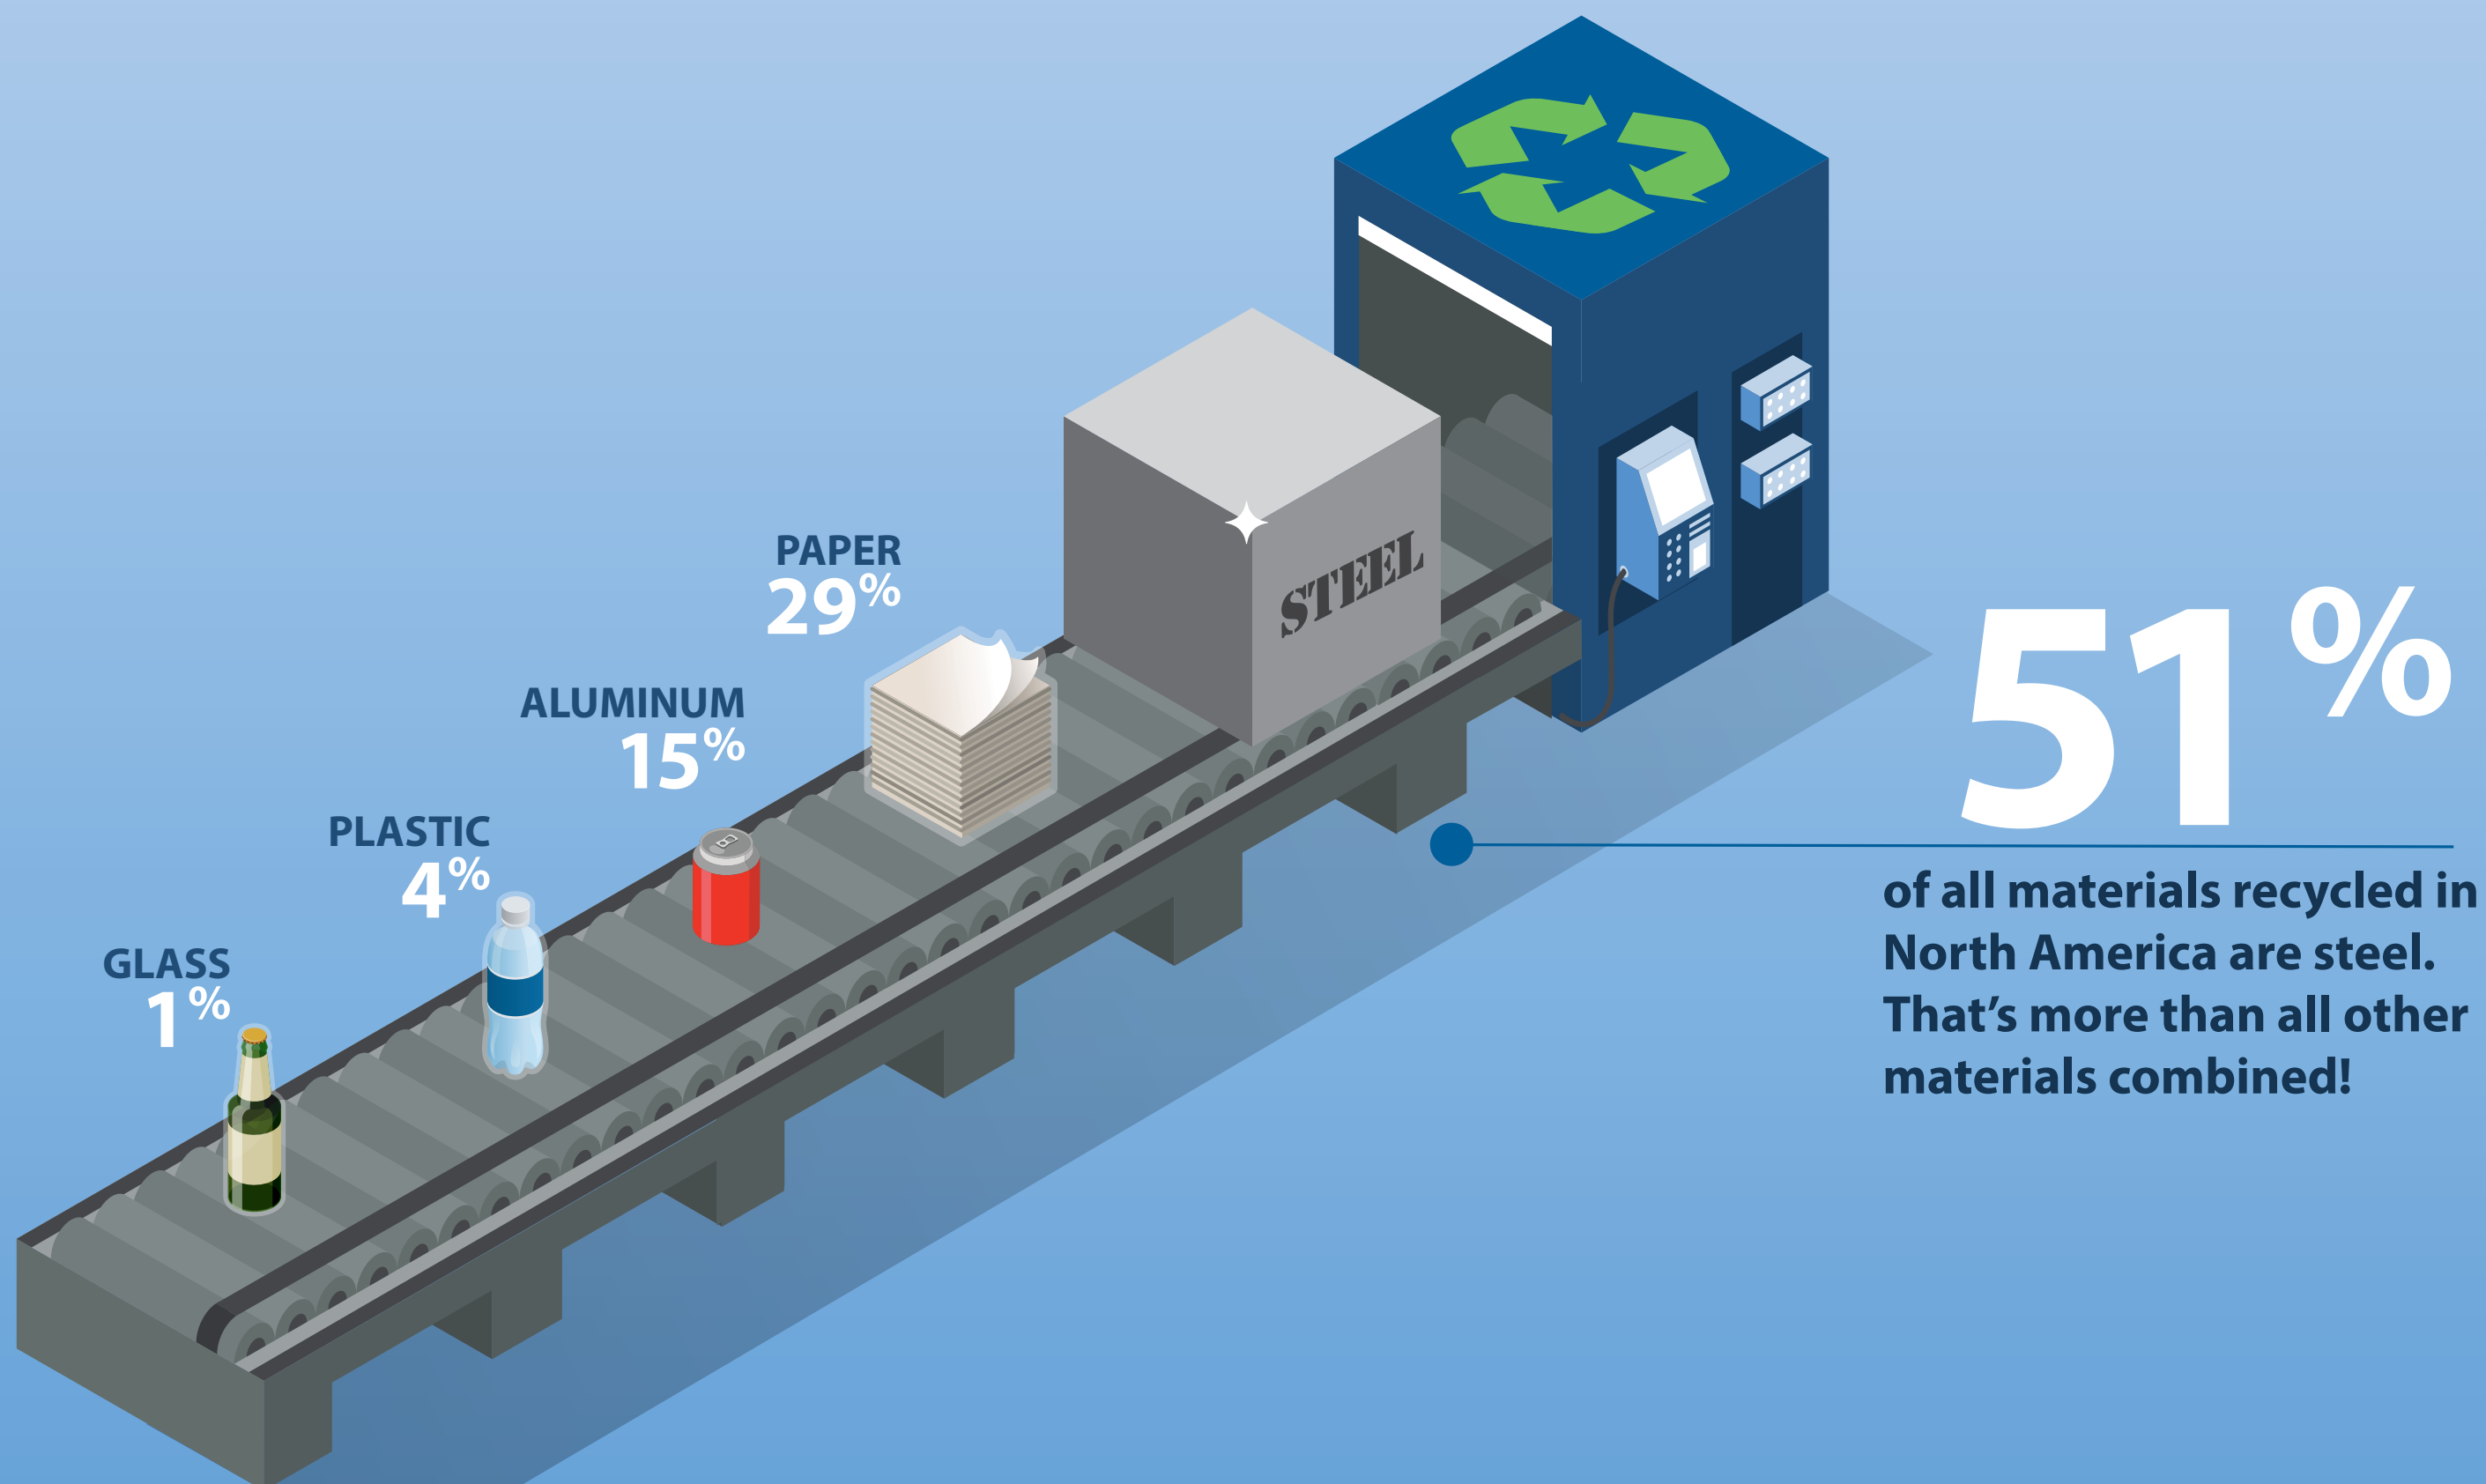 PAPER
29%
STEEL
ALUMINUM
15%
PLASTIC
4%
GLASS
1%
51%
of all materials recycled in
North America are steel.
That’s more than all other
materials combined!